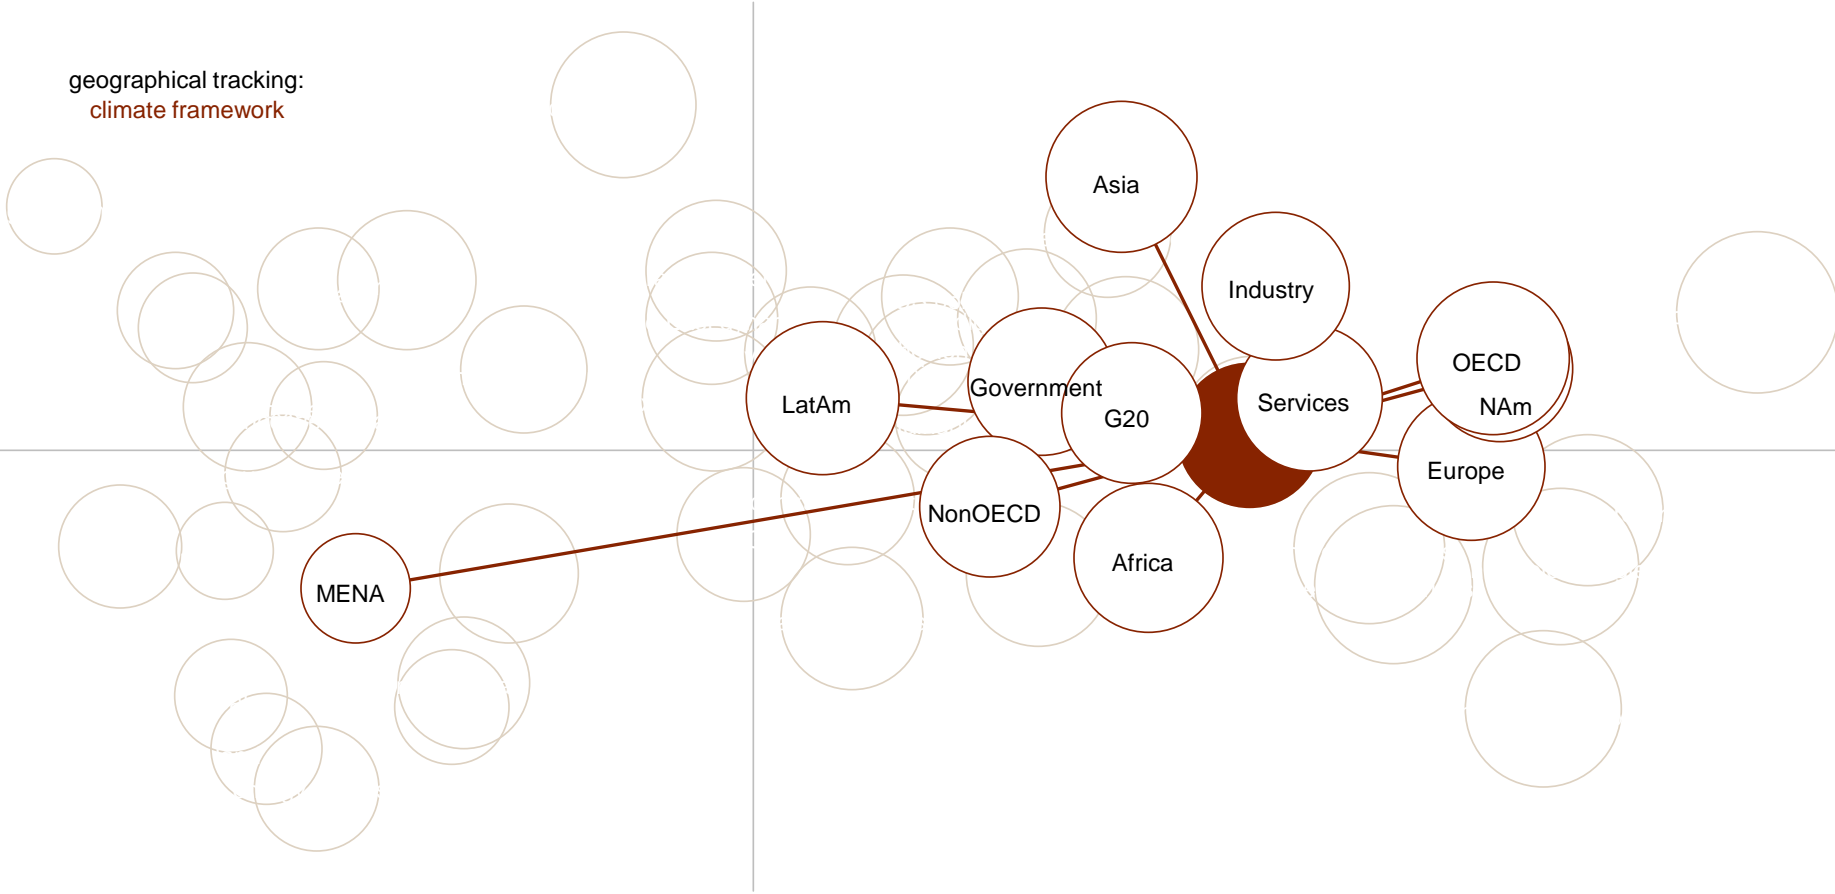 geographical tracking:
climate framework
Asia
Industry
OECD
Government
LatAm
G20
Services
NAm
Europe
NonOECD
Africa
MENA